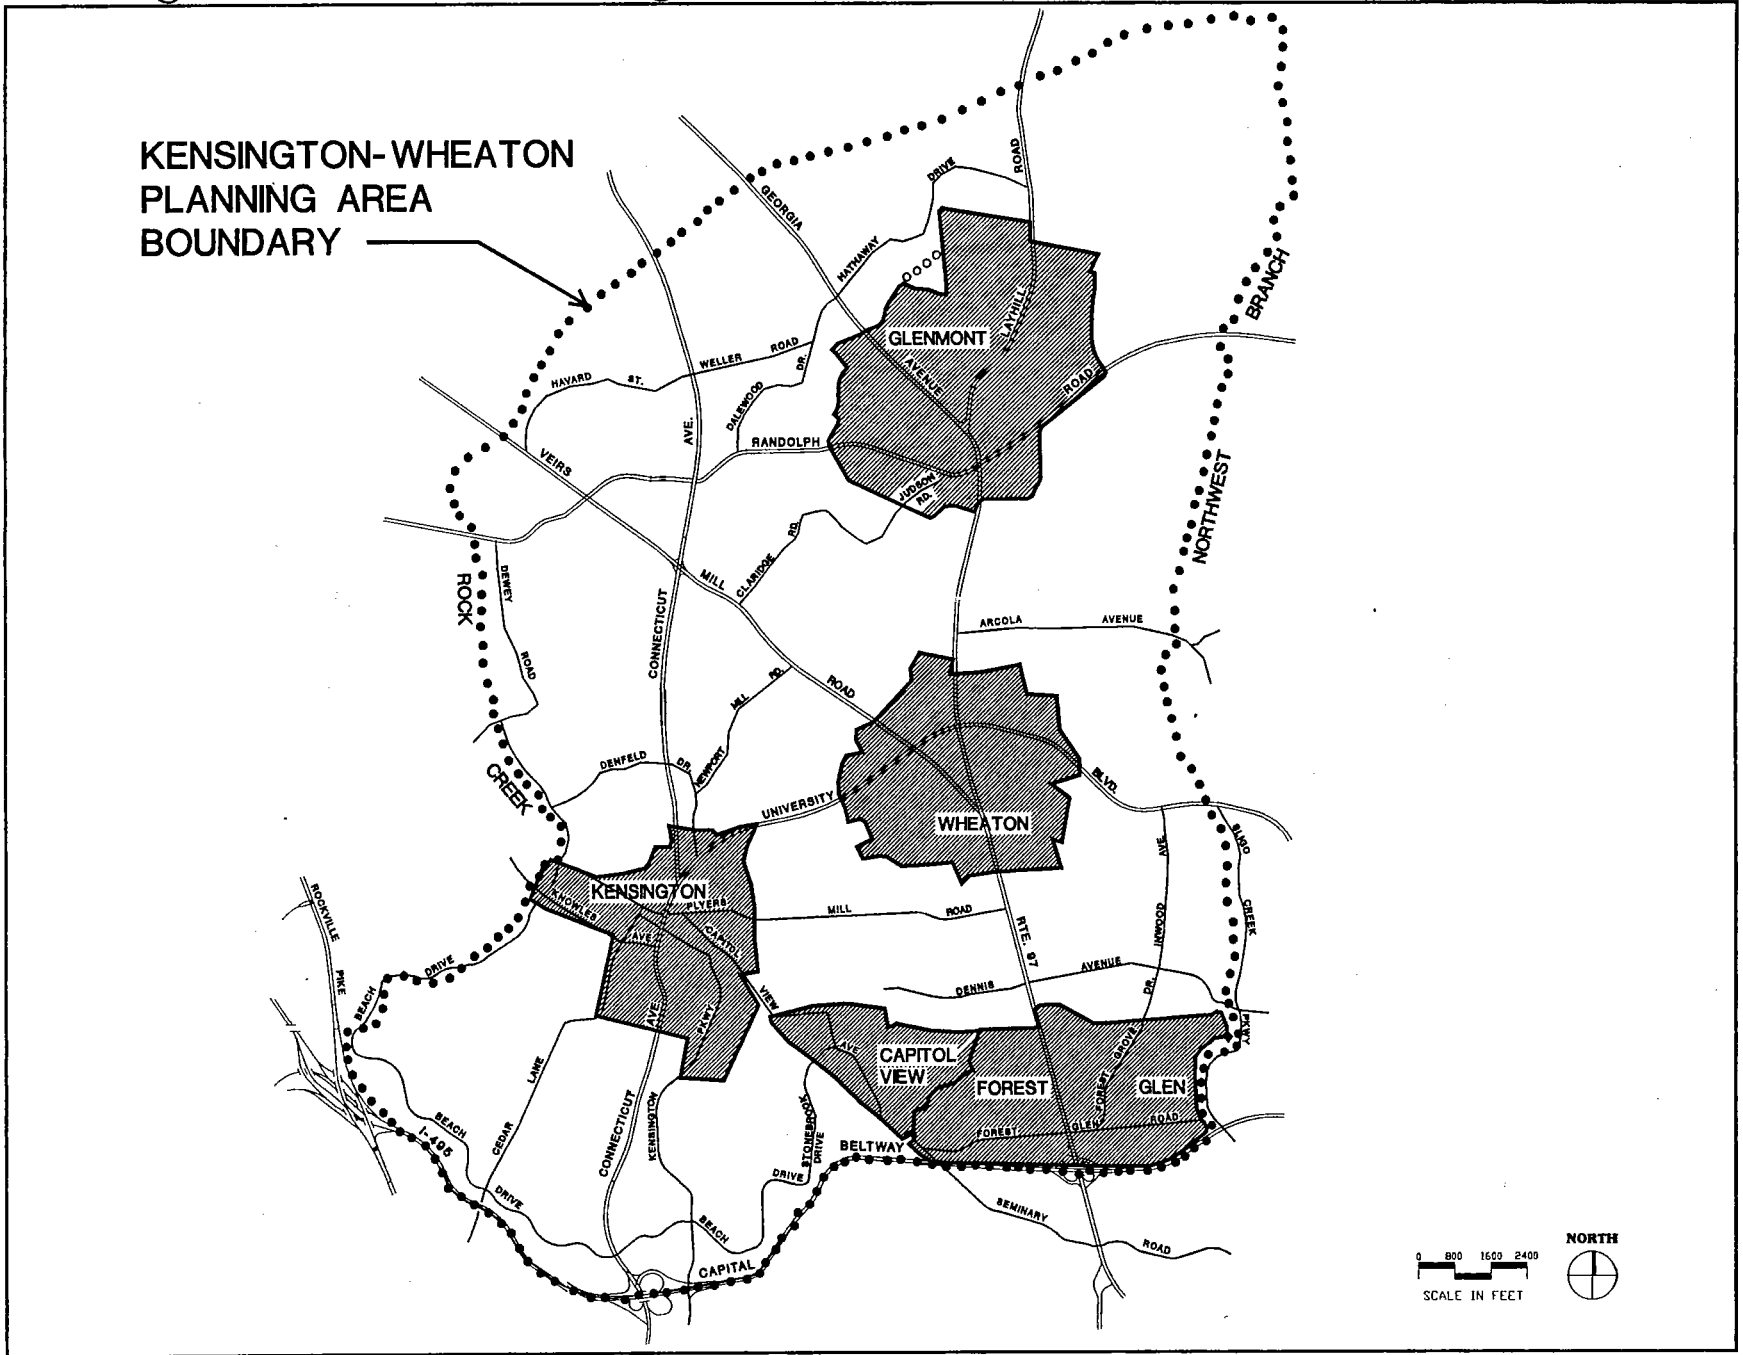 KENSINGTON-WHEATON
PLANNING AREA
BOUNDARY
DRIVE
ROAD
GEORGIA
HATHAWAY
BRANCH
LAYHILL
GLENMONT
WELLER ROAD
DR.
AVENUE
HAVARD ST.
DALEWOOD
ROAD
AVE.
RANDOLPH
VEIRS
JUDSON
RD.
NORTHWEST
RD.
CLARIDGE
MILL
DEWEY
ROCK
CONNECTICUT
ARCOLA AVENUE
ROAD
RD.
MILL
ROAD
NEWPORT
DENFELD DR.
CREEK
BLVD.
UNIVERSITY
WHEATON
SLIGO
AVE.
KENSINGTON
KNOWLES
PLYERS
MILL ROAD
ROCKVILLE
CREEK
INWOOD
AVE.
CAPITOL
RTE. 97
DRIVE
PIKE
AVENUE
DENNIS
DR.
BEACH
VIEW
AVE.
PKWY.
PKWY
GROVE
AVE.
CAPITOL
VIEW
FOREST GLEN
LANE
FOREST
CONNECTICUT
KENSINGTON
STONEBROOK
DRIVE
BEACH
FOREST GLEN ROAD
I-495
CEDAR
BELTWAY
DRIVE
DRIVE
SEMINARY
ROAD
BEACH
CAPITAL
NORTH
0 800 1600 2400
SCALE IN FEET